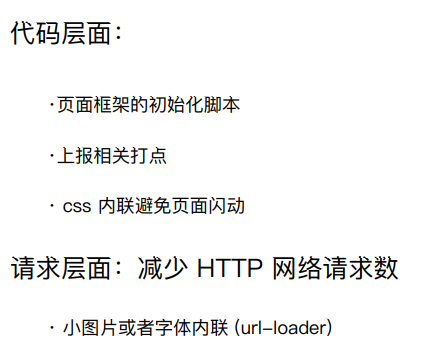 代码层面：
·页面框架的初始化脚本
·上报相关打点
· css 内联避免页面闪动
请求层面：减少 HTTP 网络请求数
· 小图片或者字体内联 (url-loader)